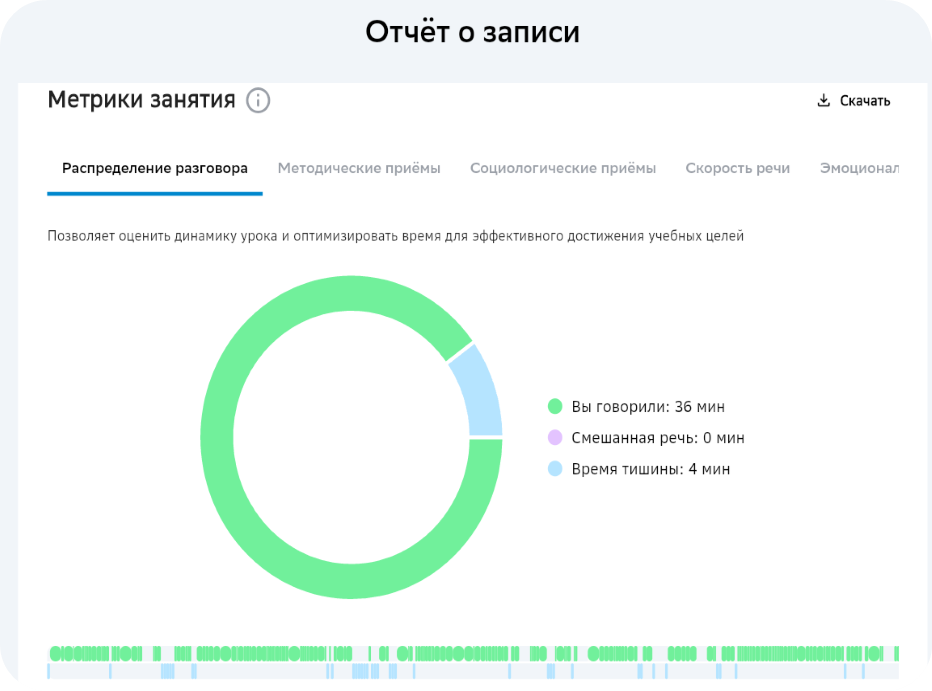 Отчёт о записи
Метрики занятия
Скачать
Распределение разговора Методические приёмы Социологические приёмы Скорость речи Эмоционал
Позволяет оценить динамику урока и оптимизировать время для эффективного достижения учебных целей
Вы говорили: 36 мин
Смешанная речь: 0 мин
Время тишины: 4 мин